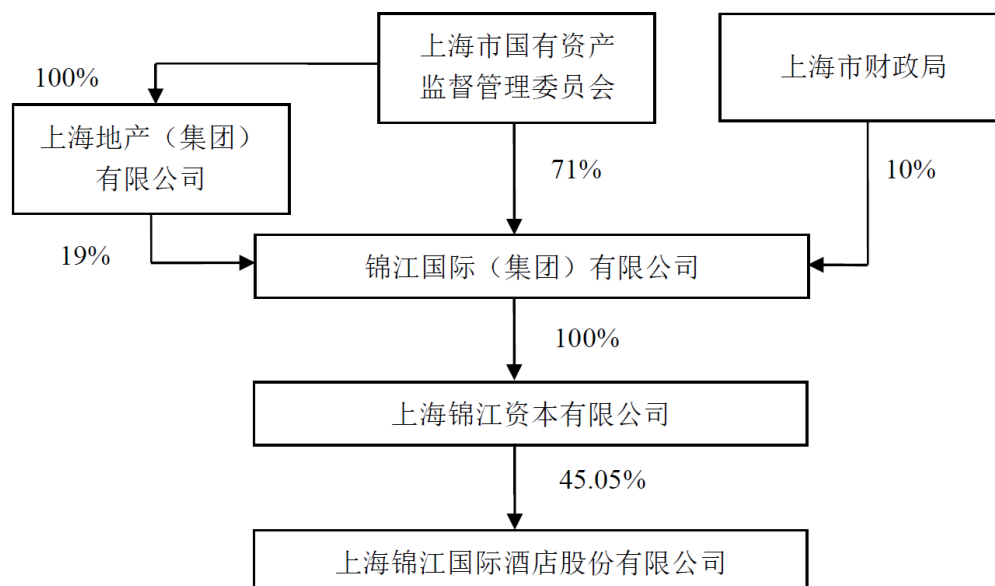 上海市国有资产
监督管理委员会
上海市财政局
100%
上海地产（集团）
有限公司
71%
10%
19%
锦江国际（集团）有限公司
100%
上海锦江资本有限公司
45.05%
上海锦江国际酒店股份有限公司